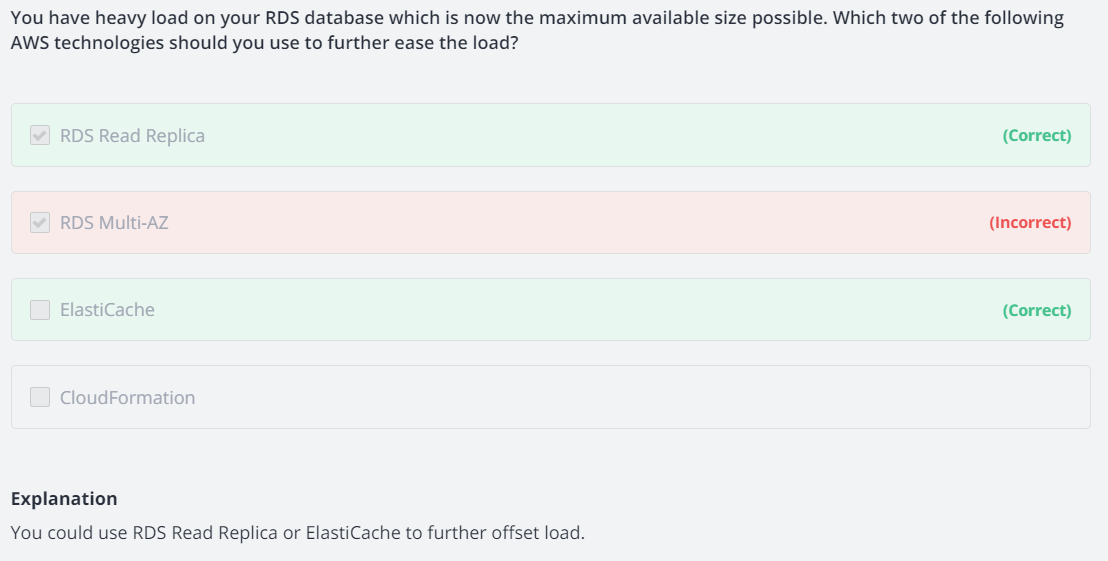 You have heavy load on your RDS database which is now the maximum available size possible. Which two of the following
AWS technologies should you use to further ease the load?
RDS Read Replica (Correct)
RDS Multi-AZ (Incorrect)
ElastiCache (Correct)
CloudFormation
Explanation
You could use RDS Read Replica or ElastiCache to further offset load.